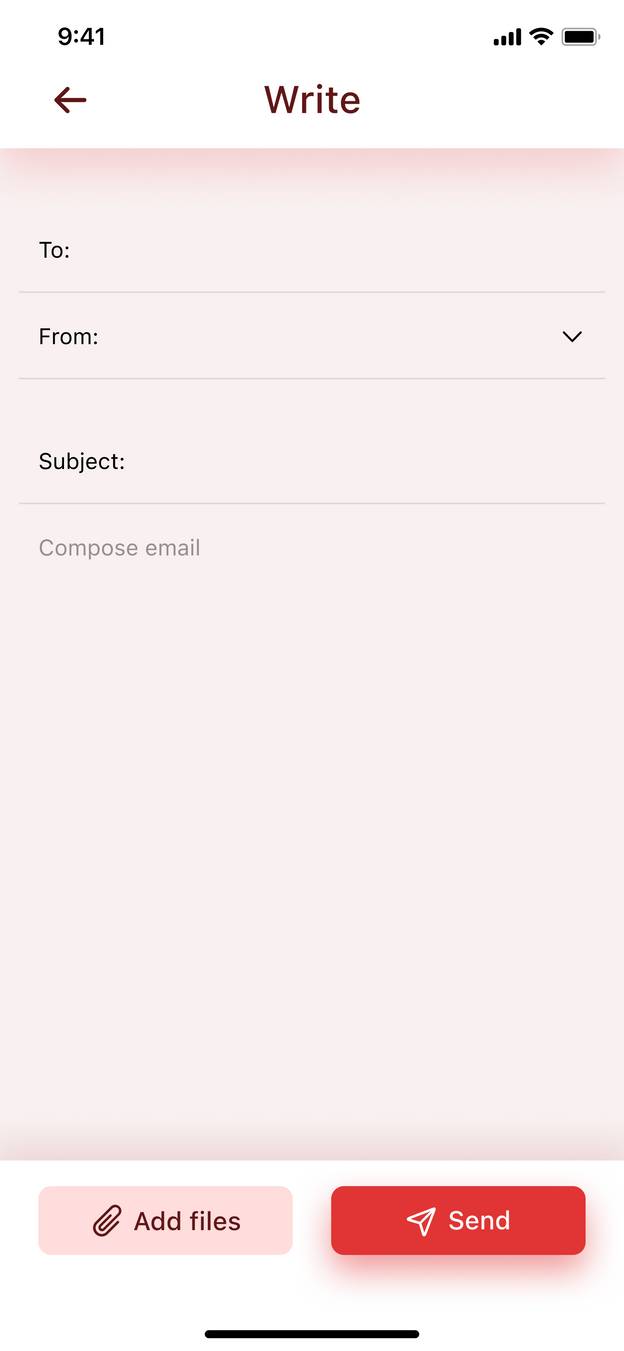 9:41
Write
To:
From:
Subject:
Compose email
Add files
Send